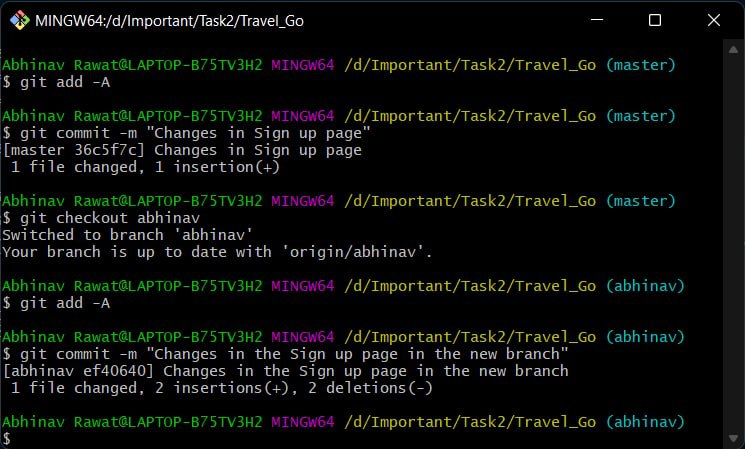 MINGW64:/d/Important/Task2/Travel_Go
Abhinav Rawat@LAPTOP-B75TV3H2 MINGW64 /d/Important/Task2/Travel_Go (master)
$ git add -A
Abhinav Rawat@LAPTOP-B75TV3H2 MINGW64 /d/Important/Task2/Travel_Go (master)
$ git commit -m "Changes in Sign up page"
[master 36c5f7c] Changes in Sign up page
 1 file changed, 1 insertion(+)
Abhinav Rawat@LAPTOP-B75TV3H2 MINGW64 /d/Important/Task2/Travel_Go (master)
$ git checkout abhinav
Switched to branch 'abhinav'
Your branch is up to date with 'origin/abhinav'.
Abhinav Rawat@LAPTOP-B75TV3H2 MINGW64 /d/Important/Task2/Travel_Go (abhinav)
$ git add -A
Abhinav Rawat@LAPTOP-B75TV3H2 MINGW64 /d/Important/Task2/Travel_Go (abhinav)
$ git commit -m "Changes in the Sign up page in the new branch"
[abhinav ef40640] Changes in the Sign up page in the new branch
 1 file changed, 2 insertions(+), 2 deletions(-)
Abhinav Rawat@LAPTOP-B75TV3H2 MINGW64 /d/Important/Task2/Travel_Go (abhinav)
$